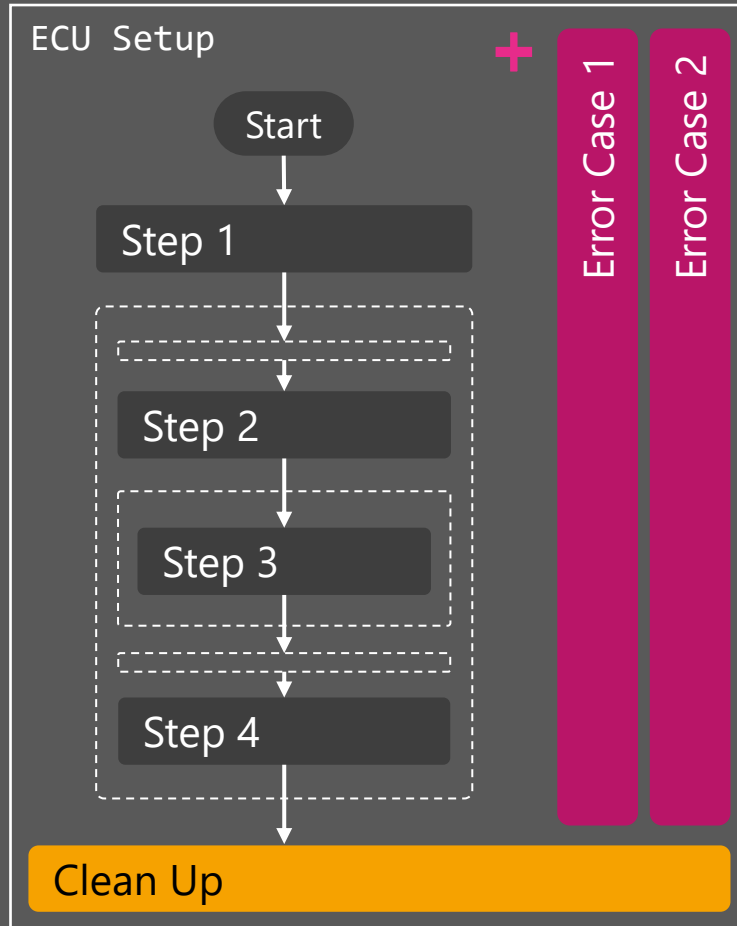 ECU Setup
Start
Step 1
Step 2
Step 3
Step 4
Clean Up
Error Case 1
Error Case 2